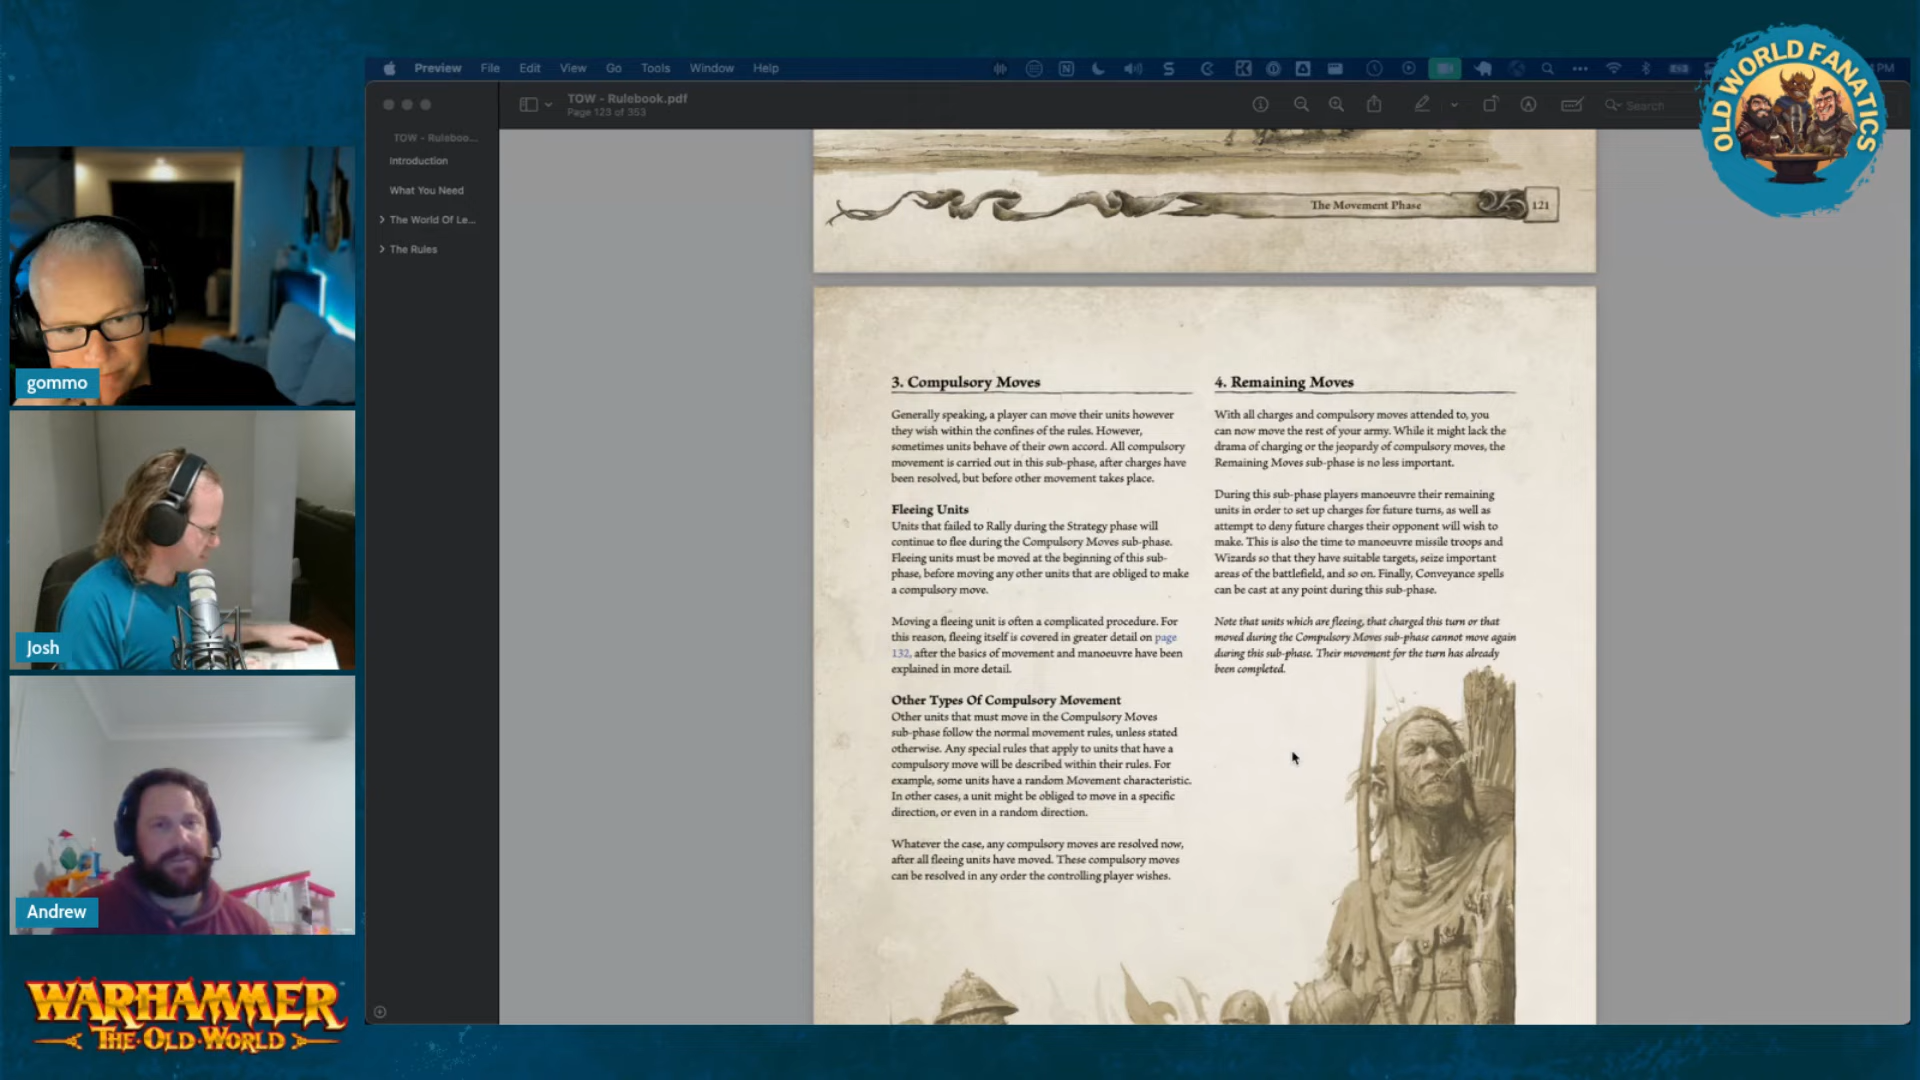 Preview File Edit View Go Tools Window Help
PM
TOW - Rulebook.pdf
Page 123 of 353
Search
OLD WORLD FANATICS
TOW - Ruleboo...
Introduction
What You Need
The World Of Le...
The Rules
gommo
Josh
Andrew
WARHAMMER
THE·OLD·WORLD
The Movement Phase
121
3. Compulsory Moves
Generally speaking, a player can move their units however
they wish within the confines of the rules. However,
sometimes units behave of their own accord. All compulsory
movement is carried out in this sub-phase, after charges have
been resolved, but before other movement takes place.
Fleeing Units
Units that failed to Rally during the Strategy phase will
continue to flee during the Compulsory Moves sub-phase.
Fleeing units must be moved at the beginning of this sub-
phase, before moving any other units that are obliged to make
a compulsory move.
Moving a fleeing unit is often a complicated procedure. For
this reason, fleeing itself is covered in greater detail on page
132, after the basics of movement and manoeuvre have been
explained in more detail.
Other Types Of Compulsory Movement
Other units that must move in the Compulsory Moves
sub-phase follow the normal movement rules, unless stated
otherwise. Any special rules that apply to units that have a
compulsory move will be described within their rules. For
example, some units have a random Movement characteristic.
In other cases, a unit might be obliged to move in a specific
direction, or even in a random direction.
Whatever the case, any compulsory moves are resolved now,
after all fleeing units have moved. These compulsory moves
can be resolved in any order the controlling player wishes.
4. Remaining Moves
With all charges and compulsory moves attended to, you
can now move the rest of your army. While it might lack the
drama of charging or the jeopardy of compulsory moves, the
Remaining Moves sub-phase is no less important.
During this sub-phase players manoeuvre their remaining
units in order to set up charges for future turns, as well as
attempt to deny future charges their opponent will wish to
make. This is also the time to manoeuvre missile troops and
Wizards so that they have suitable targets, seize important
areas of the battlefield, and so on. Finally, Conveyance spells
can be cast at any point during this sub-phase.
Note that units which are fleeing, that charged this turn or that
moved during the Compulsory Moves sub-phase cannot move again
during this sub-phase. Their movement for the turn has already
been completed.